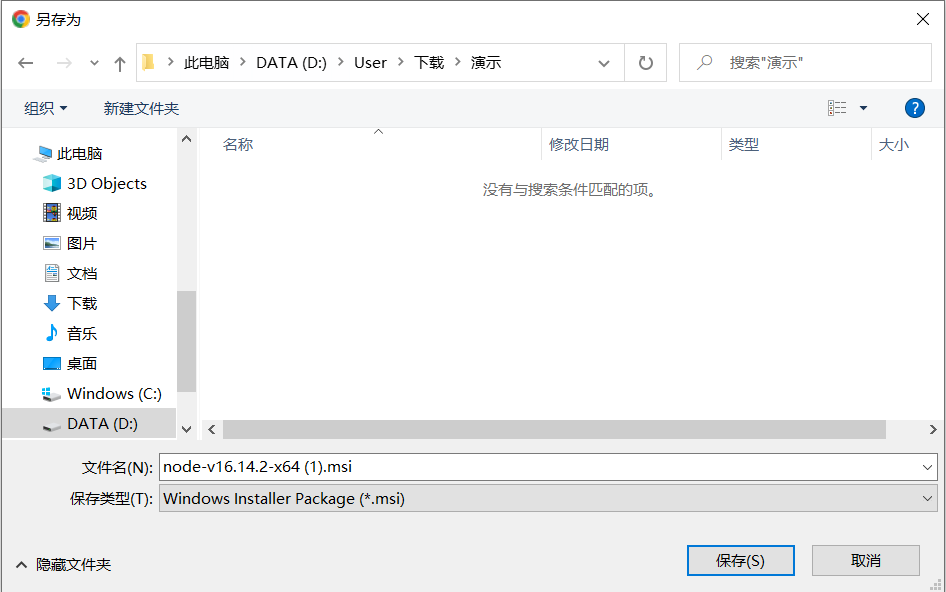 另存为
此电脑 DATA (D:) User 下载 演示
搜索"演示"
组织 新建文件夹 ?
名称 修改日期 类型 大小
没有与搜索条件匹配的项。
此电脑
3D Objects
视频
图片
文档
下载
音乐
桌面
Windows (C:)
DATA (D:)
文件名(N): node-v16.14.2-x64 (1).msi
保存类型(T): Windows Installer Package (*.msi)
隐藏文件夹 保存(S) 取消